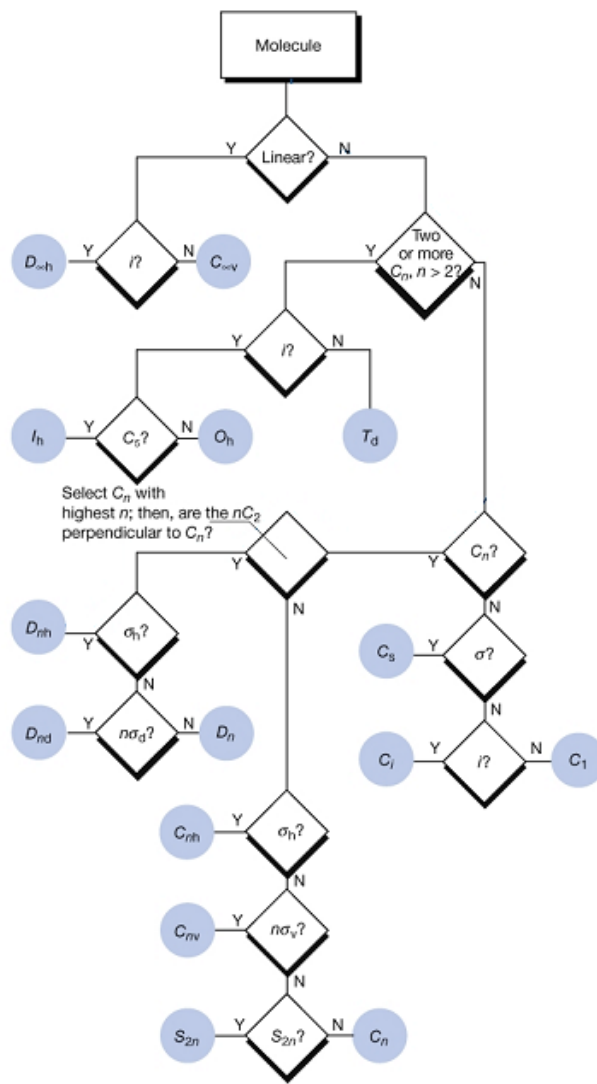 Molecule
Y
Linear?
N
Two
or more
Cₙ, n > 2?
Y
N
D∞h
Y
i?
N
C∞v
Y
i?
N
Ih
Y
C₅?
N
Oh
Td
Select Cₙ with
highest n; then, are the nC₂
perpendicular to Cₙ?
Y
N
Y
Cₙ?
N
Dnh
Y
σh?
N
Cs
Y
σ?
N
Dnd
Y
nσd?
N
Dn
Ci
Y
i?
N
C₁
Cnh
Y
σh?
N
Cnv
Y
nσv?
N
S₂ₙ
Y
S₂ₙ?
N
Cₙ